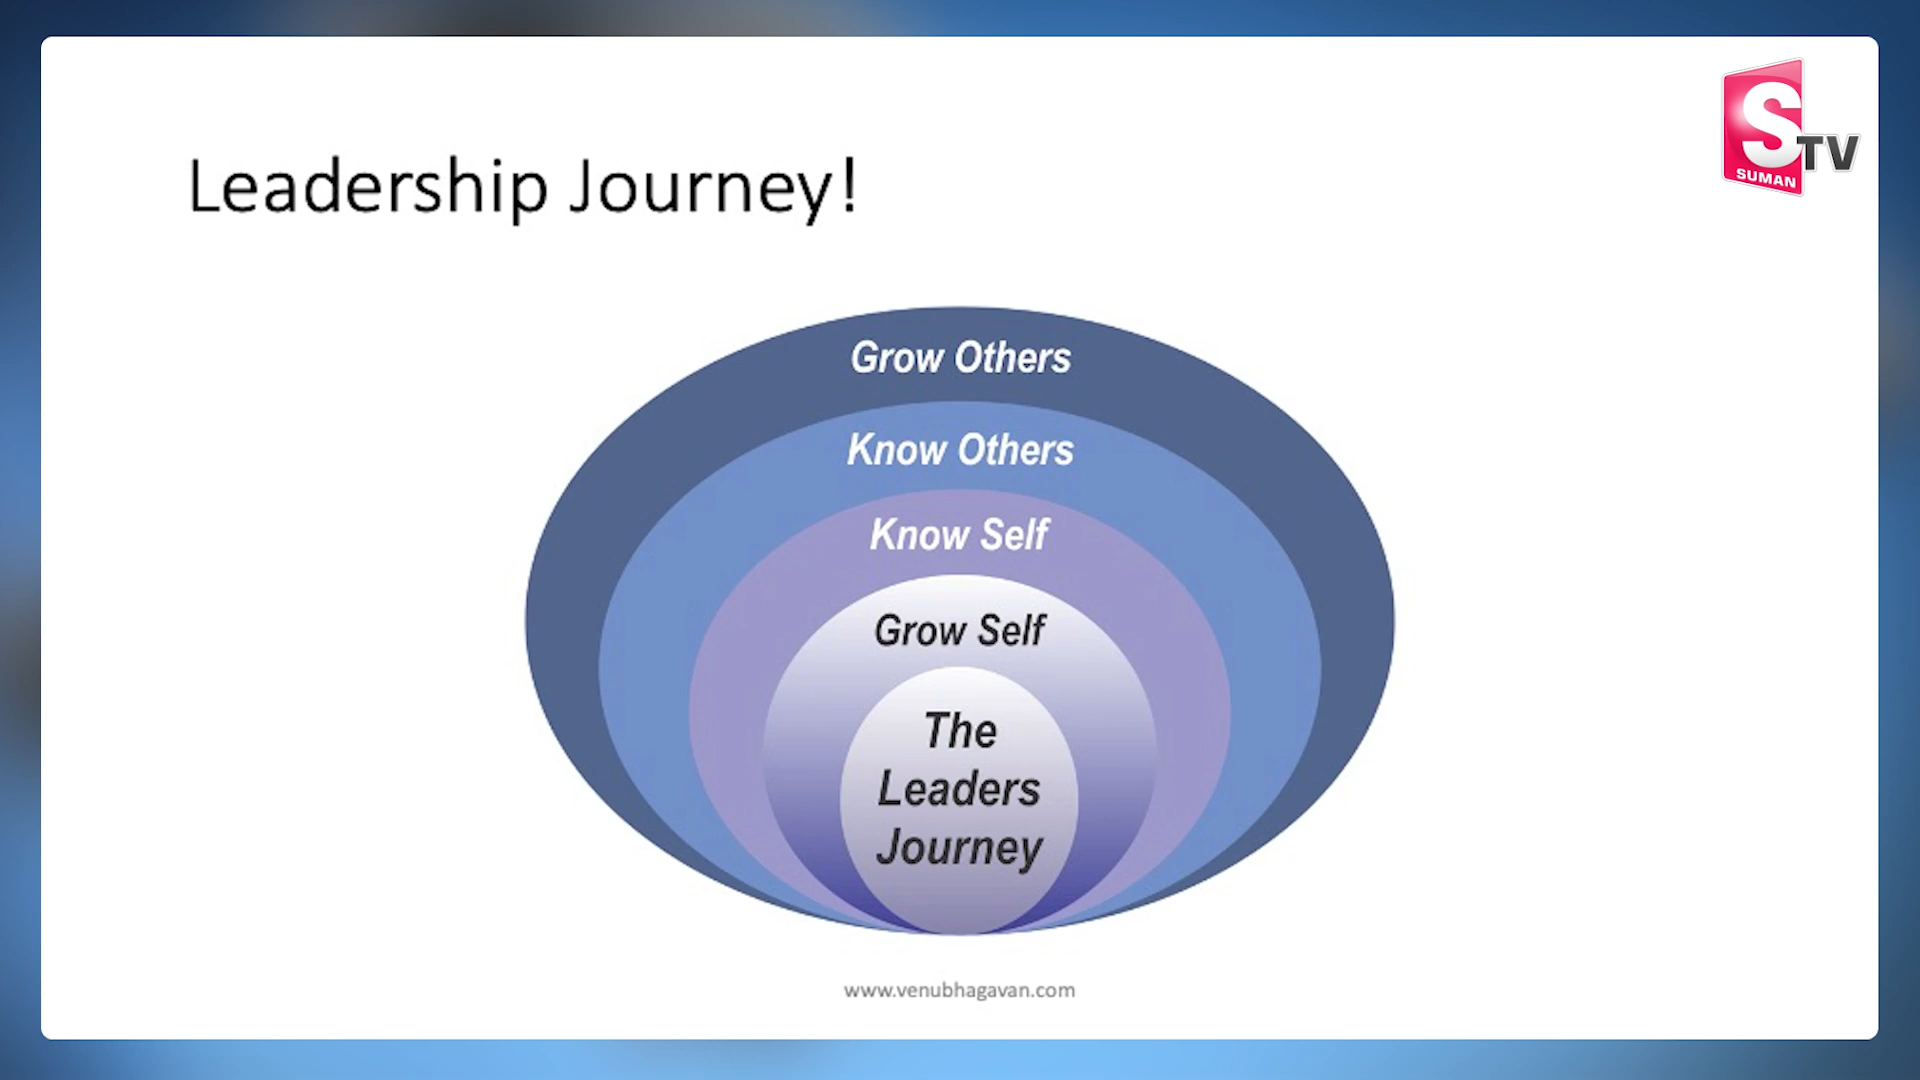 Leadership Journey!
S
TV
SUMAN
Grow Others
Know Others
Know Self
Grow Self
The
Leaders
Journey
www.venubhagavan.com